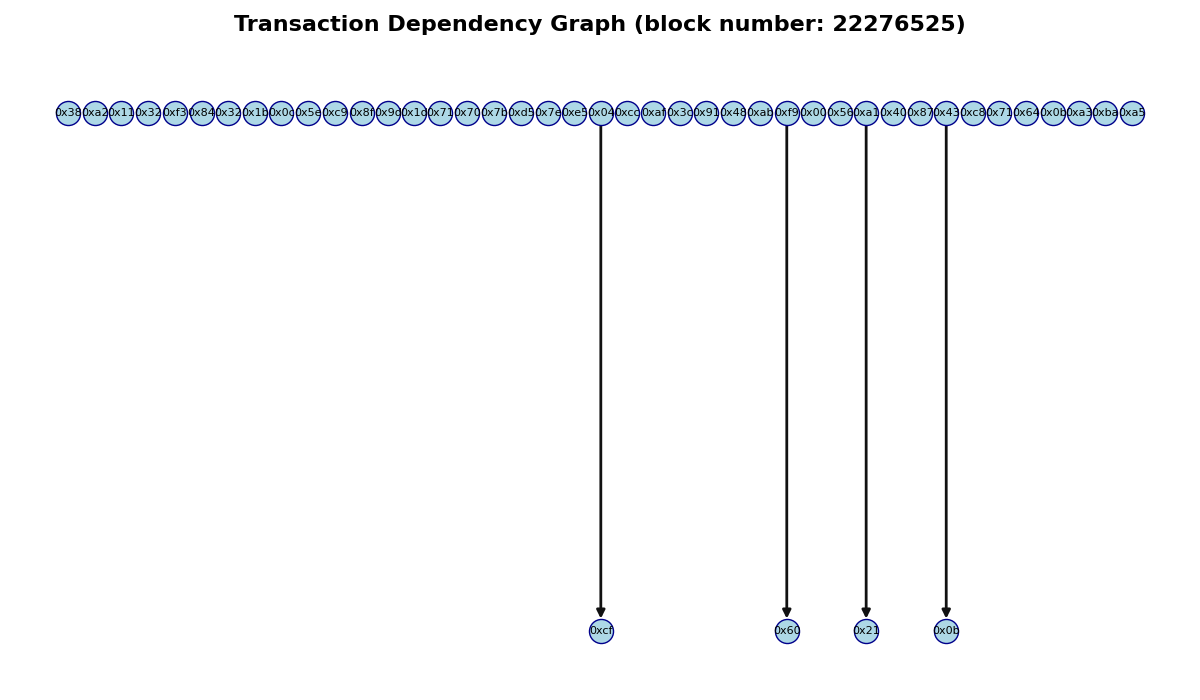 Transaction Dependency Graph (block number: 22276525)
0x38 0xa2 0x11 0x32 0xf3 0x84 0x32 0x1b 0x0c 0x5e 0xc9 0x8f 0x9d 0x1d 0x71 0x70 0x7b 0xd5 0x7e 0xe5 0x04 0xcc 0xaf 0x3c 0x91 0x48 0xab 0xf9 0x00 0x56 0xa1 0x40 0x87 0x43 0xc8 0x71 0x64 0x0b 0xa3 0xba 0xa5
0xcf 0x60 0x21 0x0b